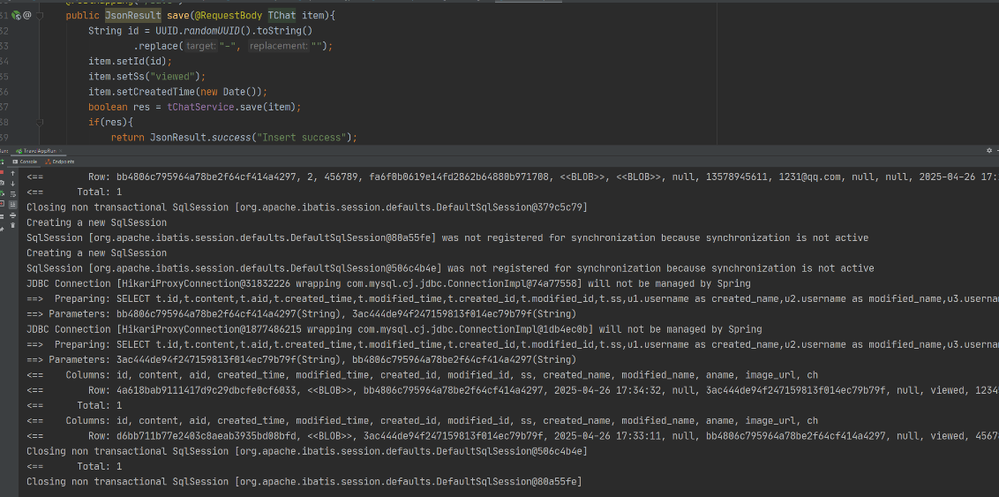 31 public JsonResult save(@RequestBody TChat item){
32 String id = UUID.randomUUID().toString()
33 .replace( target: "-", replacement: "");
34 item.setId(id);
35 item.setSs("viewed");
36 item.setCreatedTime(new Date());
37 boolean res = tChatService.save(item);
38 if(res){
39 return JsonResult.success("Insert success");
Console Endpoints
<== Row: bb4806c795964a78be2f64cf414a4297, 2, 456789, fa6f0b0619e14fd2862b64880b971708, <<BLOB>>, <<BLOB>>, null, 13578945611, 1231@qq.com, null, null, 2025-04-26 17:
<== Total: 1
Closing non transactional SqlSession [org.apache.ibatis.session.defaults.DefaultSqlSession@379c5c79]
Creating a new SqlSession
SqlSession [org.apache.ibatis.session.defaults.DefaultSqlSession@80a55fe] was not registered for synchronization because synchronization is not active
Creating a new SqlSession
SqlSession [org.apache.ibatis.session.defaults.DefaultSqlSession@506c4b4e] was not registered for synchronization because synchronization is not active
JDBC Connection [HikariProxyConnection@31832226 wrapping com.mysql.cj.jdbc.ConnectionImpl@74a77558] will not be managed by Spring
==> Preparing: SELECT t.id,t.content,t.aid,t.created_time,t.modified_time,t.created_id,t.modified_id,t.ss,u1.username as created_name,u2.username as modified_name,u3.userna
==> Parameters: bb4806c795964a78be2f64cf414a4297(String), 3ac444de94f247159813f014ec79b79f(String)
JDBC Connection [HikariProxyConnection@1877486215 wrapping com.mysql.cj.jdbc.ConnectionImpl@1db4ec0b] will not be managed by Spring
==> Preparing: SELECT t.id,t.content,t.aid,t.created_time,t.modified_time,t.created_id,t.modified_id,t.ss,u1.username as created_name,u2.username as modified_name,u3.userna
==> Parameters: 3ac444de94f247159813f014ec79b79f(String), bb4806c795964a78be2f64cf414a4297(String)
<== Columns: id, content, aid, created_time, modified_time, created_id, modified_id, ss, created_name, modified_name, aname, image_url, ch
<== Row: 4a618bab9111417d9c29dbcfe0cf6033, <<BLOB>>, bb4806c795964a78be2f64cf414a4297, 2025-04-26 17:34:32, null, 3ac444de94f247159813f014ec79b79f, null, viewed, 1234
<== Total: 1
<== Columns: id, content, aid, created_time, modified_time, created_id, modified_id, ss, created_name, modified_name, aname, image_url, ch
<== Row: d6bb711b77e2403c8aeab3935bd08bfd, <<BLOB>>, 3ac444de94f247159813f014ec79b79f, 2025-04-26 17:33:11, null, bb4806c795964a78be2f64cf414a4297, null, viewed, 4567
Closing non transactional SqlSession [org.apache.ibatis.session.defaults.DefaultSqlSession@506c4b4e]
<== Total: 1
Closing non transactional SqlSession [org.apache.ibatis.session.defaults.DefaultSqlSession@80a55fe]